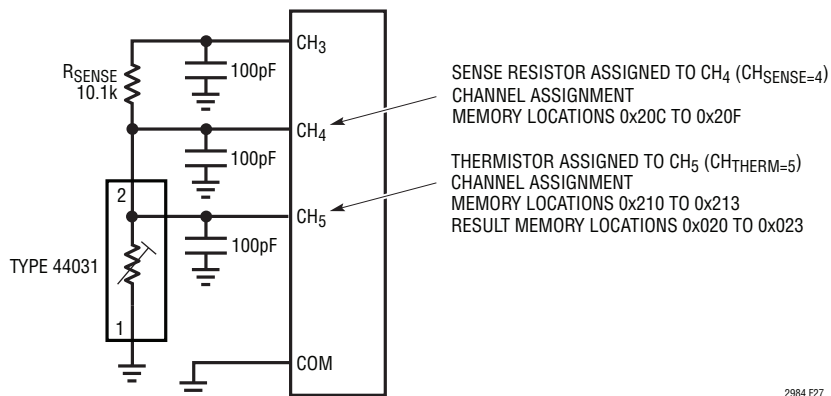 CH3
RSENSE
10.1k
100pF
SENSE RESISTOR ASSIGNED TO CH4 (CHSENSE=4)
CHANNEL ASSIGNMENT
MEMORY LOCATIONS 0x20C TO 0x20F
CH4
100pF
THERMISTOR ASSIGNED TO CH5 (CHTHERM=5)
CHANNEL ASSIGNMENT
MEMORY LOCATIONS 0x210 TO 0x213
RESULT MEMORY LOCATIONS 0x020 TO 0x023
2
CH5
100pF
TYPE 44031
1
COM
2984 F27